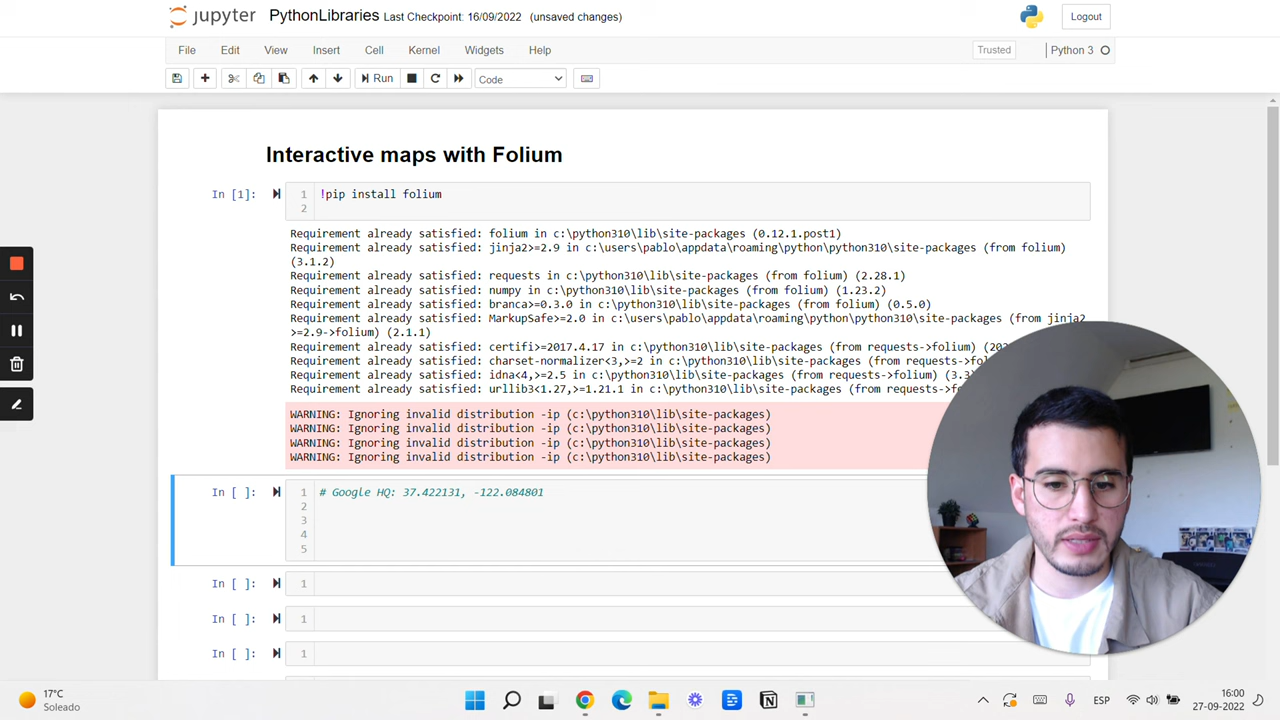 jupyter PythonLibraries Last Checkpoint: 16/09/2022 (unsaved changes) Logout
File Edit View Insert Cell Kernel Widgets Help Trusted Python 3
Run Code
Interactive maps with Folium
In [1]: 1 !pip install folium
2
Requirement already satisfied: folium in c:\python310\lib\site-packages (0.12.1.post1)
Requirement already satisfied: jinja2>=2.9 in c:\users\pablo\appdata\roaming\python\python310\site-packages (from folium)
(3.1.2)
Requirement already satisfied: requests in c:\python310\lib\site-packages (from folium) (2.28.1)
Requirement already satisfied: numpy in c:\python310\lib\site-packages (from folium) (1.23.2)
Requirement already satisfied: branca>=0.3.0 in c:\python310\lib\site-packages (from folium) (0.5.0)
Requirement already satisfied: MarkupSafe>=2.0 in c:\users\pablo\appdata\roaming\python\python310\site-packages (from jinja2
>=2.9->folium) (2.1.1)
Requirement already satisfied: certifi>=2017.4.17 in c:\python310\lib\site-packages (from requests->folium)
Requirement already satisfied: charset-normalizer<3,>=2 in c:\python310\lib\site-packages (from requests->
Requirement already satisfied: idna<4,>=2.5 in c:\python310\lib\site-packages (from requests->folium)
Requirement already satisfied: urllib3<1.27,>=1.21.1 in c:\python310\lib\site-packages (from
WARNING: Ignoring invalid distribution -ip (c:\python310\lib\site-packages)
WARNING: Ignoring invalid distribution -ip (c:\python310\lib\site-packages)
WARNING: Ignoring invalid distribution -ip (c:\python310\lib\site-packages)
WARNING: Ignoring invalid distribution -ip (c:\python310\lib\site-packages)
In [ ]: 1 # Google HQ: 37.422131, -122.084801
2
3
4
5
In [ ]: 1
In [ ]: 1
In [ ]: 1
17°C
Soleado
ESP
16:00
27-09-2022